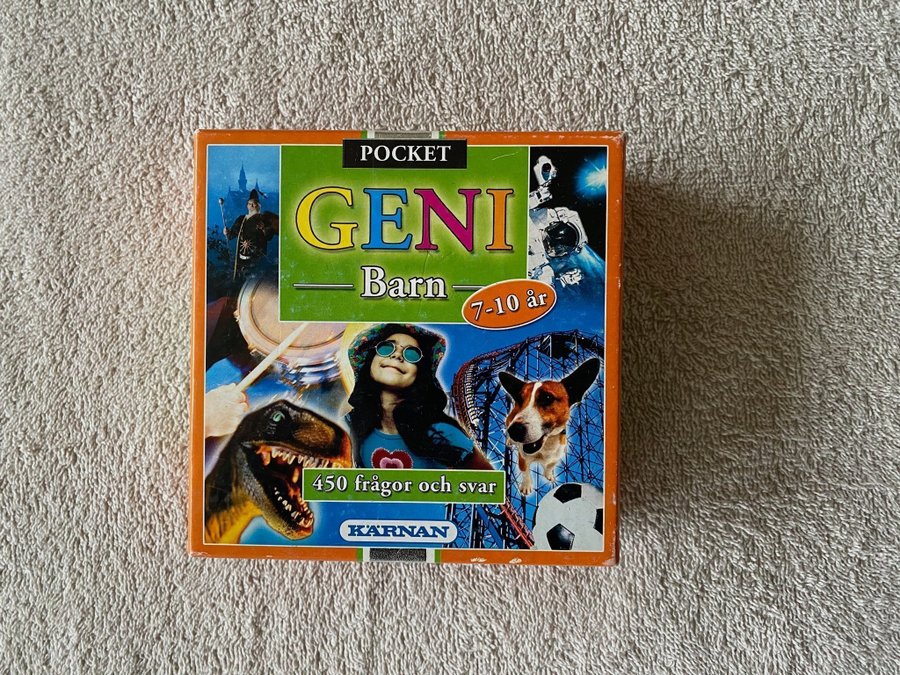 POCKET
GENI
Barn
7-10 år
450 frågor och svar
KÄRNAN